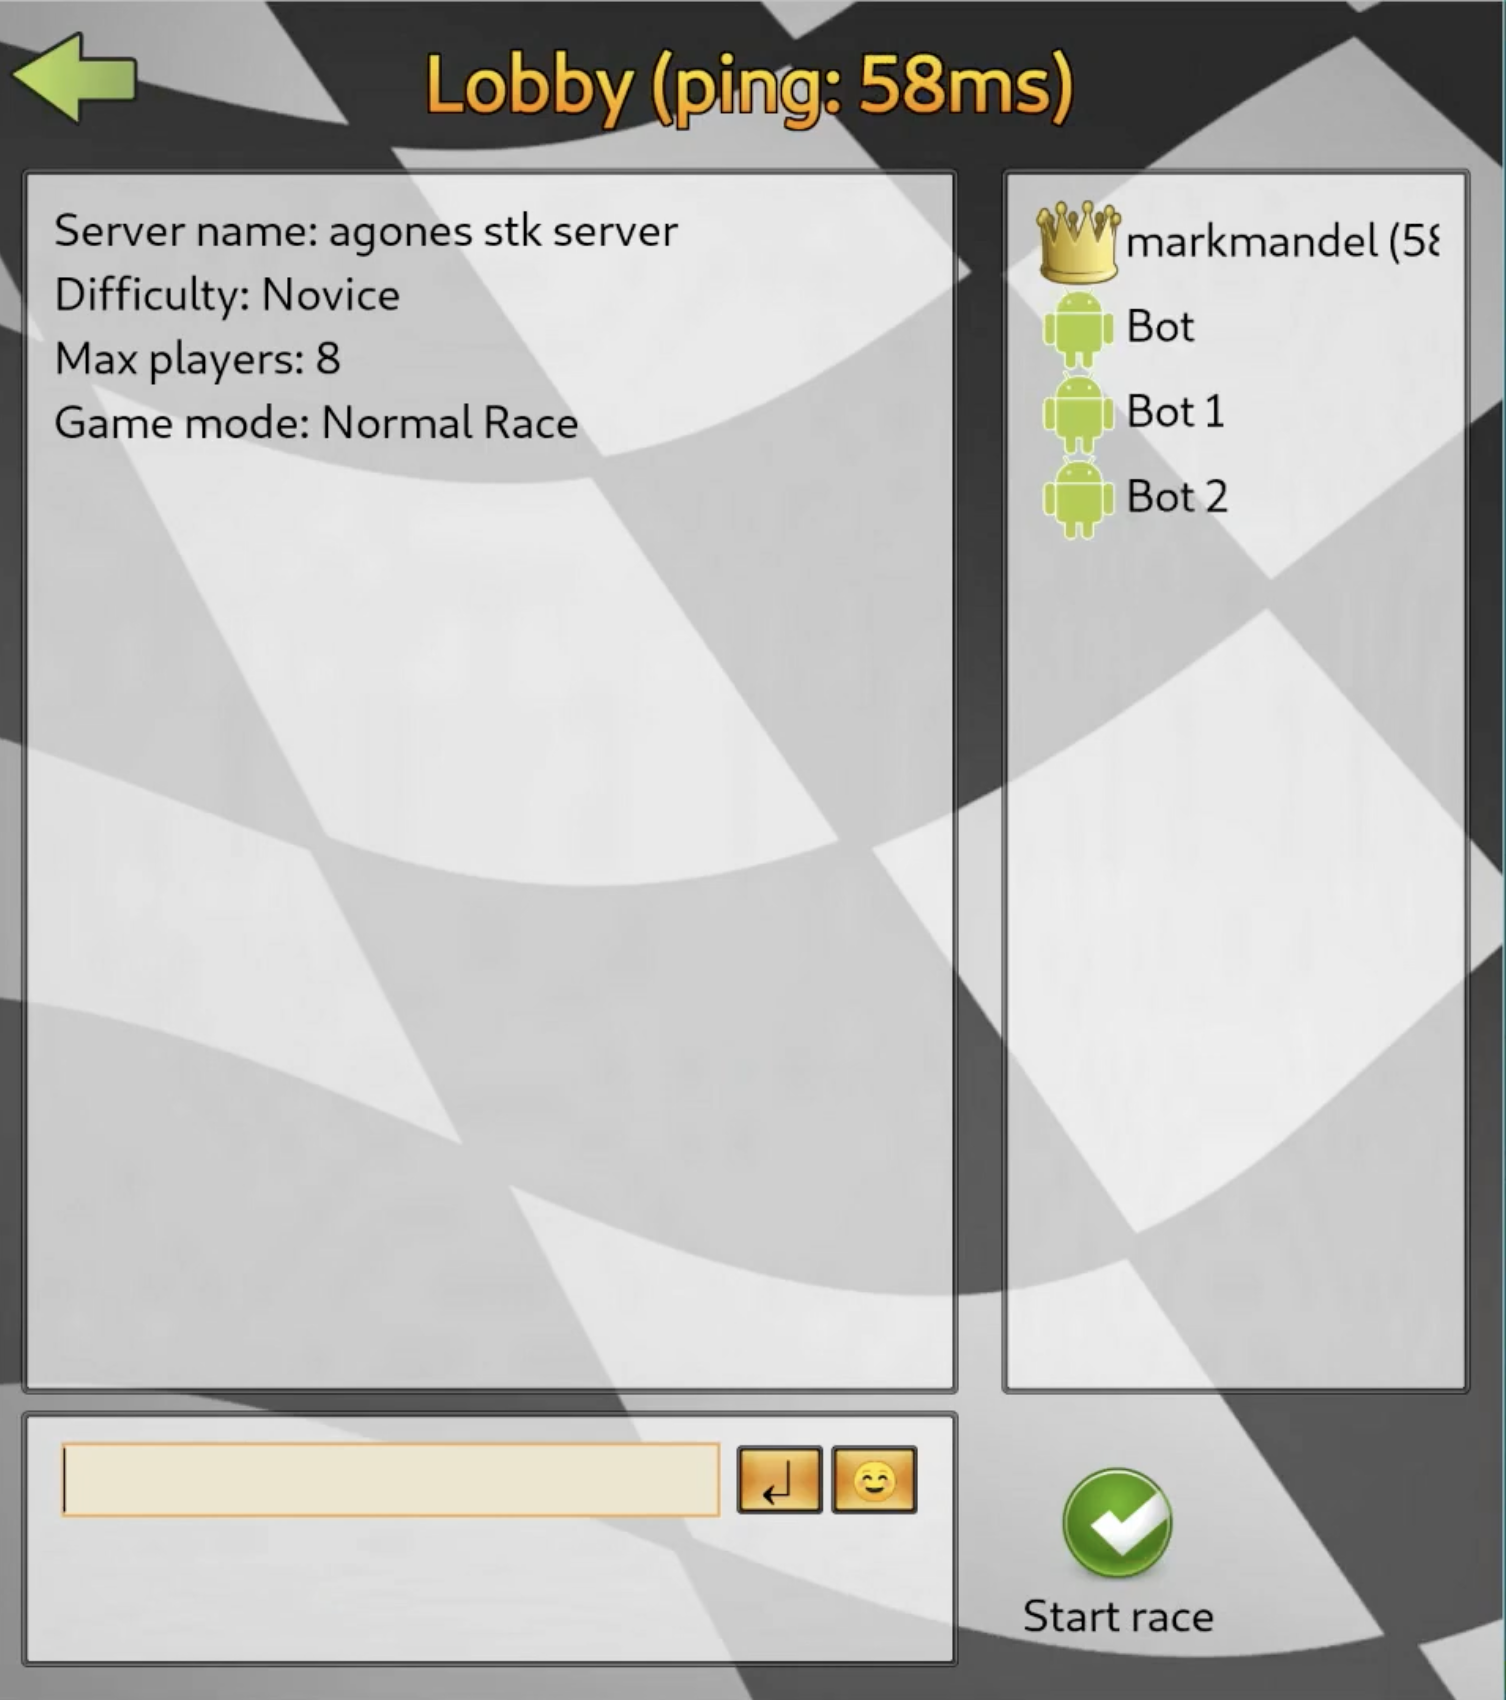 Lobby (ping: 58ms)
Server name: agones stk server
Difficulty: Novice
Max players: 8
Game mode: Normal Race
markmandel (58
Bot
Bot 1
Bot 2
Start race